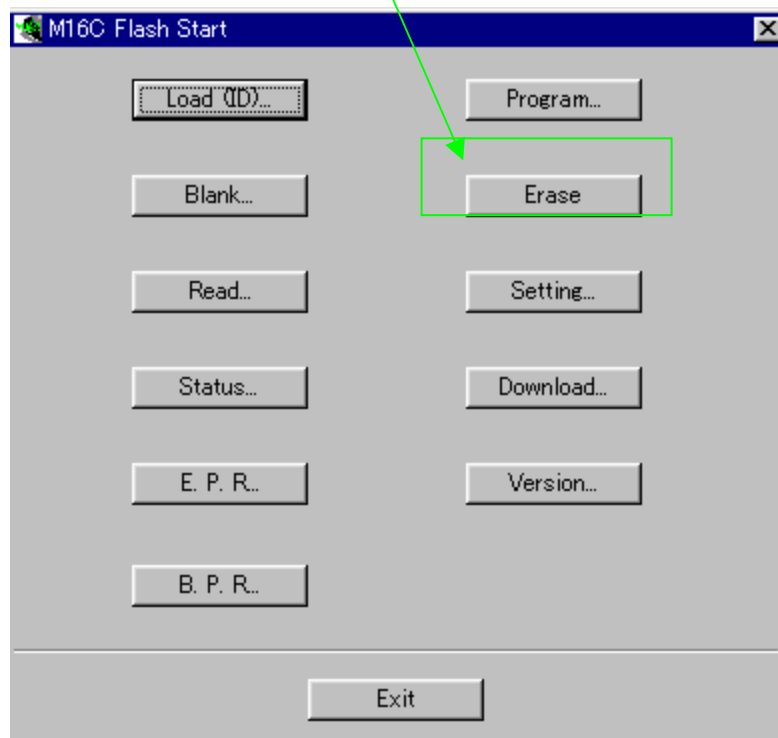 M16C Flash Start
Load (ID)... Program...
Blank... Erase
Read... Setting...
Status... Download...
E. P. R... Version...
B. P. R...
Exit